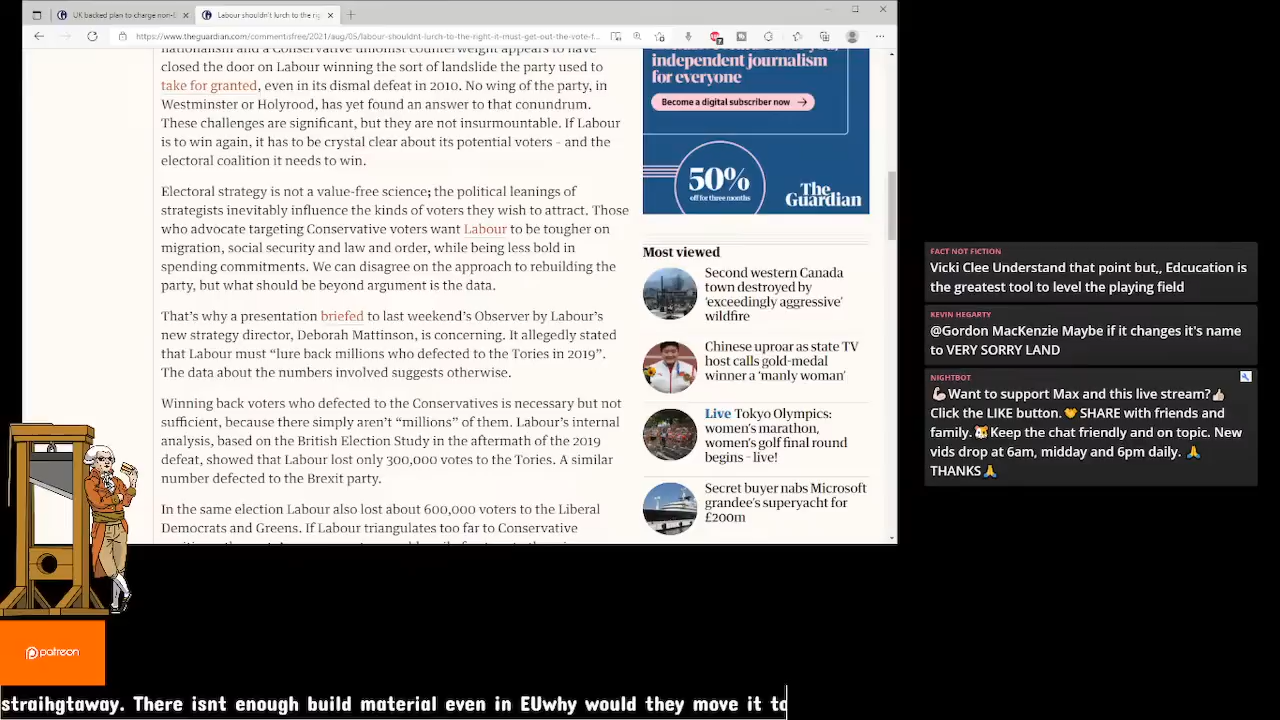 UK backed plan to charge non-E
Labour shouldn't lurch to the rig
https://www.theguardian.com/commentisfree/2021/aug/05/labour-shouldnt-lurch-to-the-right-it-must-get-out-the-vote-f...
nationalism and a Conservative unionist counterweight appears to have
closed the door on Labour winning the sort of landslide the party used to
take for granted, even in its dismal defeat in 2010. No wing of the party, in
Westminster or Holyrood, has yet found an answer to that conundrum.
These challenges are significant, but they are not insurmountable. If Labour
is to win again, it has to be crystal clear about its potential voters – and the
electoral coalition it needs to win.
Electoral strategy is not a value-free science; the political leanings of
strategists inevitably influence the kinds of voters they wish to attract. Those
who advocate targeting Conservative voters want Labour to be tougher on
migration, social security and law and order, while being less bold in
spending commitments. We can disagree on the approach to rebuilding the
party, but what should be beyond argument is the data.
That's why a presentation briefed to last weekend's Observer by Labour's
new strategy director, Deborah Mattinson, is concerning. It allegedly stated
that Labour must “lure back millions who defected to the Tories in 2019”.
The data about the numbers involved suggests otherwise.
Winning back voters who defected to the Conservatives is necessary but not
sufficient, because there simply aren't “millions” of them. Labour's internal
analysis, based on the British Election Study in the aftermath of the 2019
defeat, showed that Labour lost only 300,000 votes to the Tories. A similar
number defected to the Brexit party.
In the same election Labour also lost about 600,000 voters to the Liberal
Democrats and Greens. If Labour triangulates too far to Conservative
independent journalism
for everyone
Become a digital subscriber now
50%
off for three months
The
Guardian
Most viewed
Second western Canada
town destroyed by
‘exceedingly aggressive’
wildfire
Chinese uproar as state TV
host calls gold-medal
winner a ‘manly woman’
Live Tokyo Olympics:
women's marathon,
women's golf final round
begins – live!
Secret buyer nabs Microsoft
grandee's superyacht for
£200m
FACT NOT FICTION
Vicki Clee Understand that point but,, Edcucation is
the greatest tool to level the playing field
KEVIN HEGARTY
@Gordon MacKenzie Maybe if it changes it's name
to VERY SORRY LAND
NIGHTBOT
💪🏻Want to support Max and this live stream?👍🏻
Click the LIKE button.🧡SHARE with friends and
family.🐹Keep the chat friendly and on topic. New
vids drop at 6am, midday and 6pm daily. 🙏
THANKS🙏
patreon
straihgtaway. There isnt enough build material even in EUwhy would they move it to